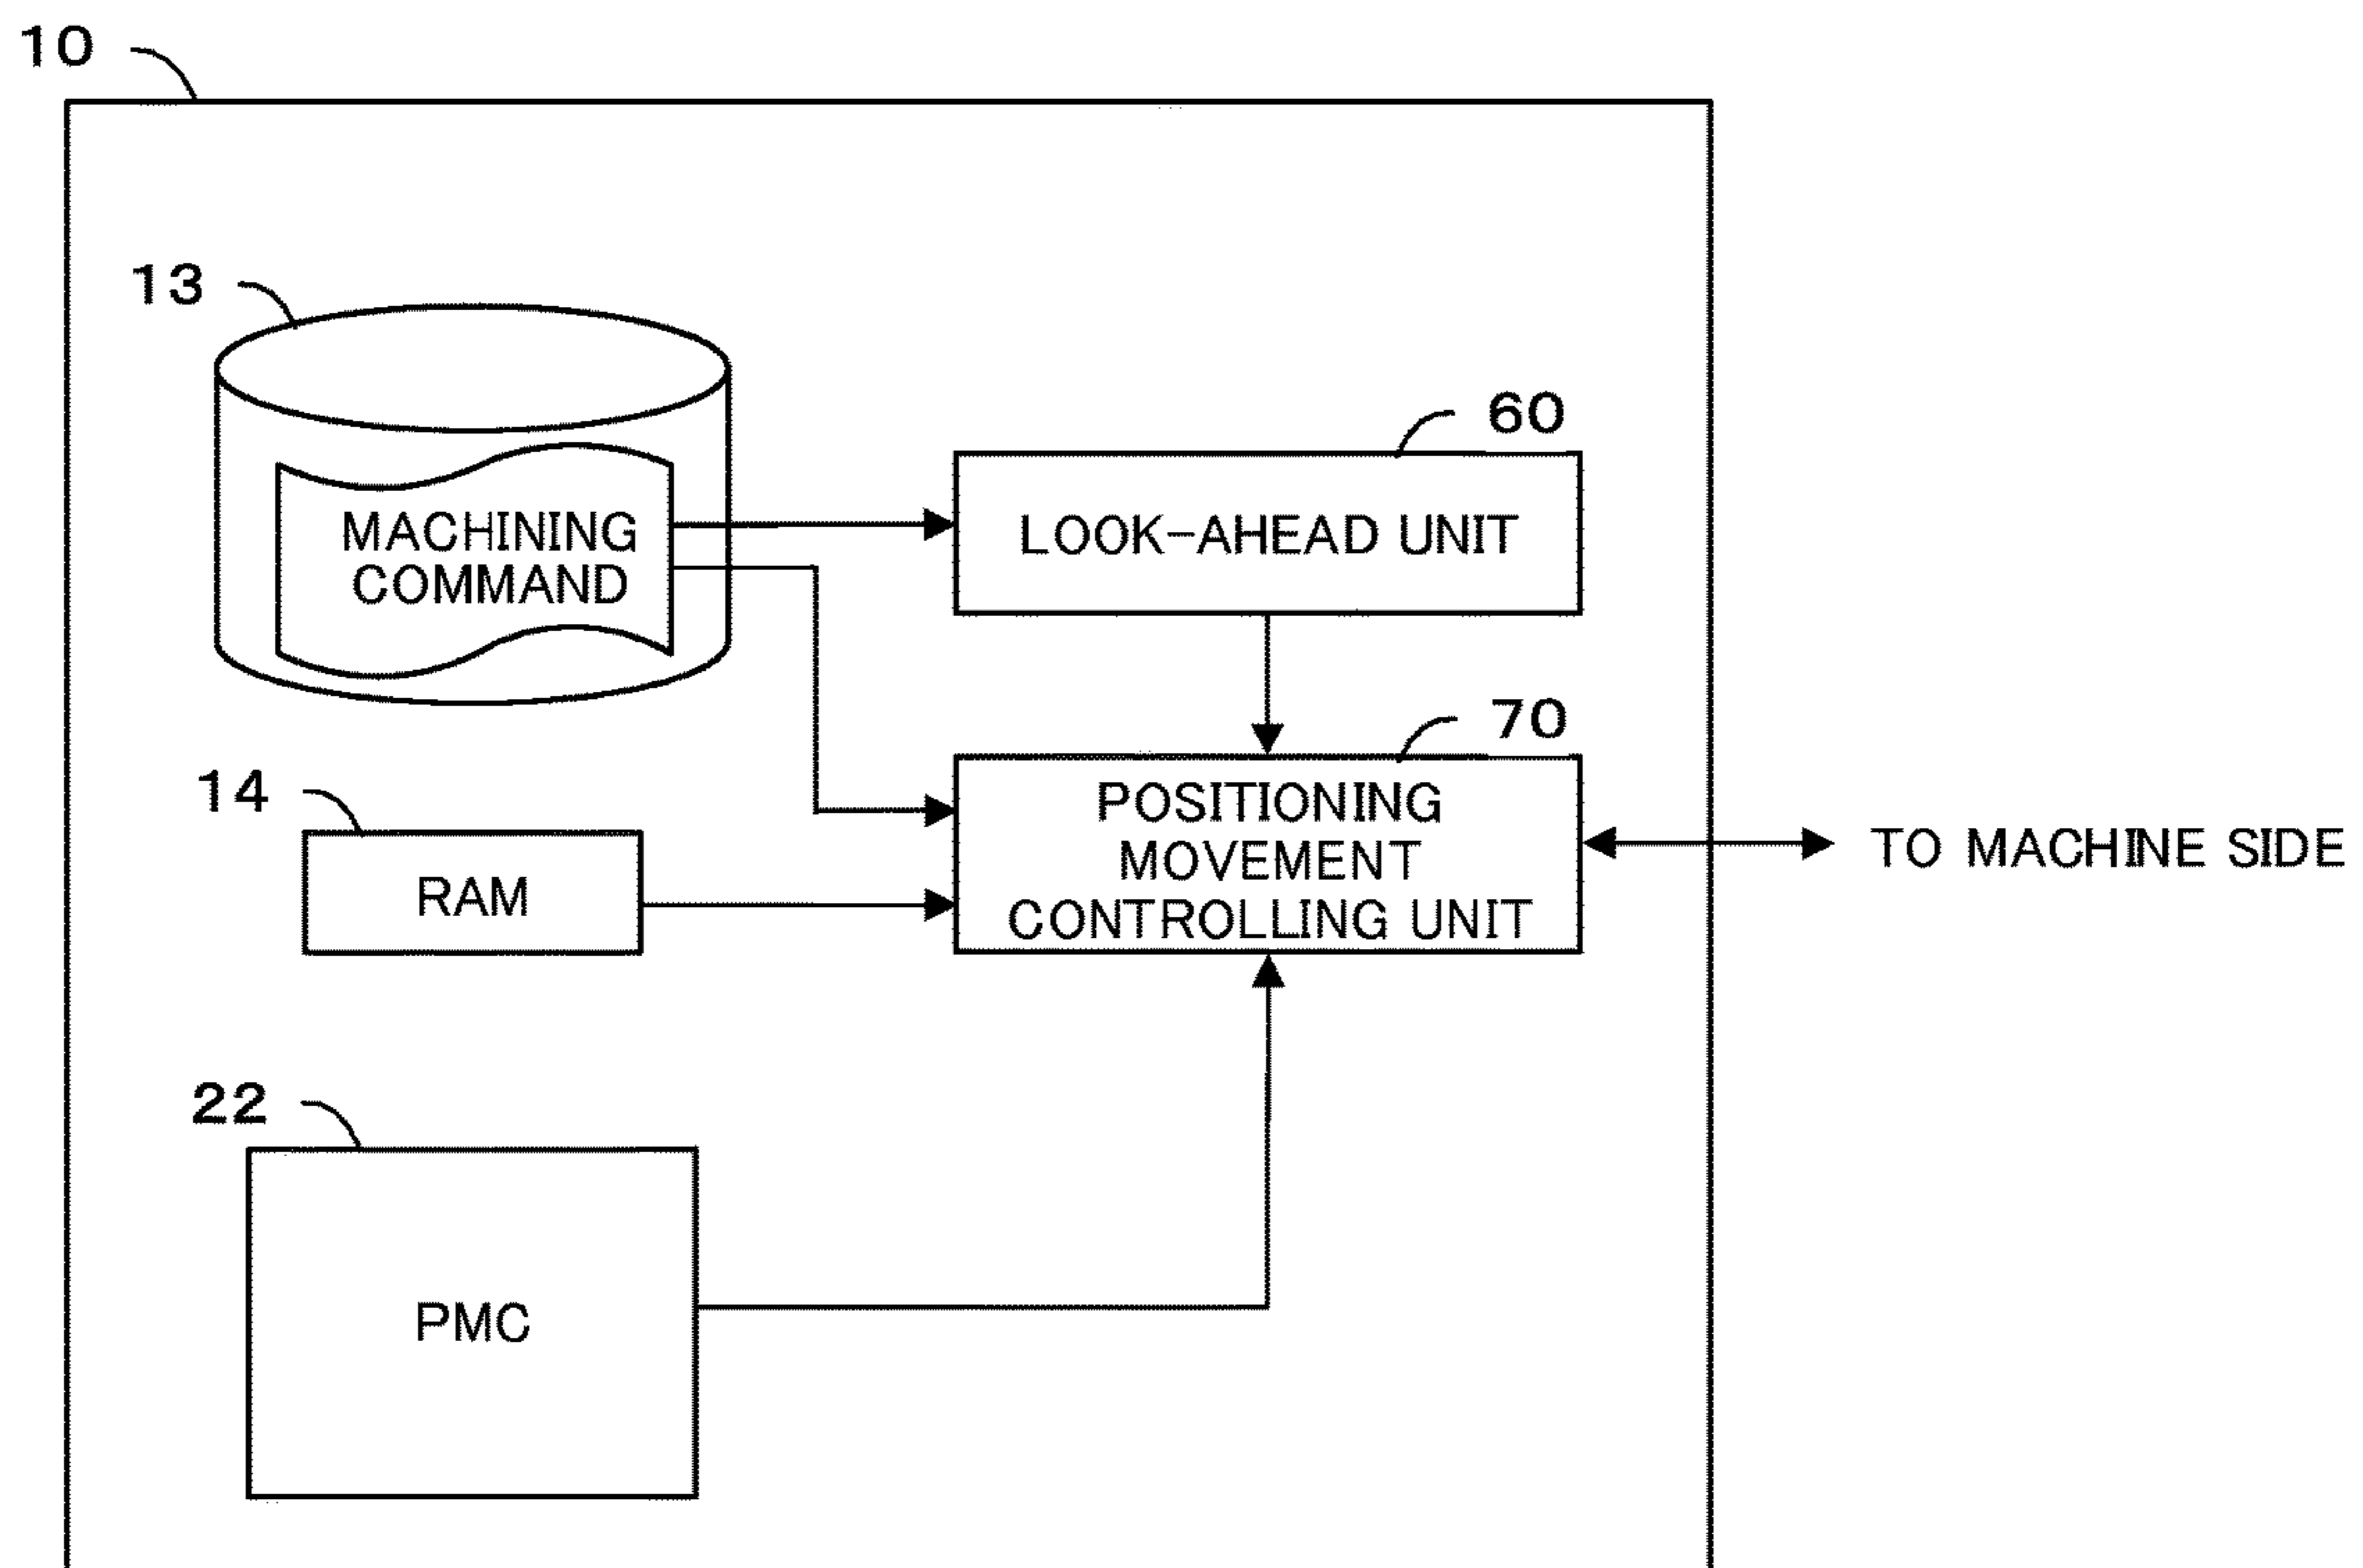 10
13
60
MACHINING
COMMAND
LOOK-AHEAD UNIT
70
14
POSITIONING
MOVEMENT
CONTROLLING UNIT
TO MACHINE SIDE
RAM
22
PMC